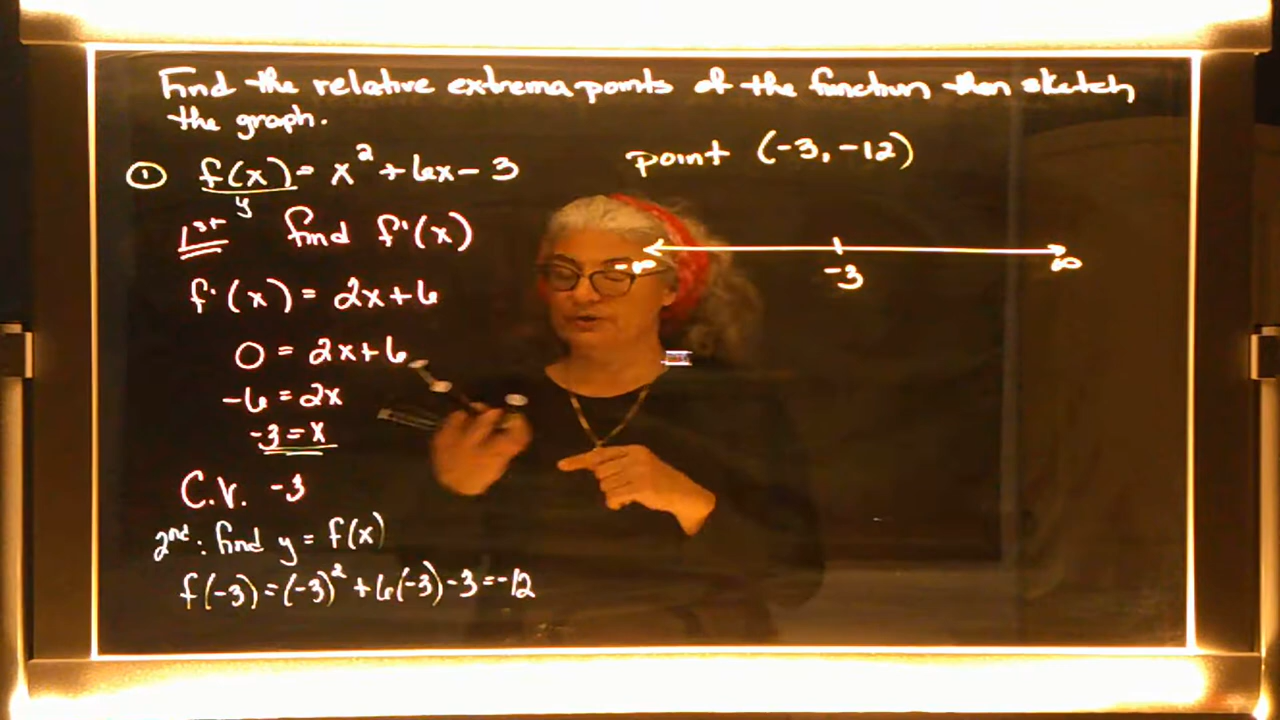 Find the relative extrema points of the function then sketch
the graph.
① f(x) = x² + 6x - 3
y
1st find f'(x)
f'(x) = 2x+6
0 = 2x+6
-6 = 2x
-3 = x
C.V. -3
2nd: find y = f(x)
f(-3) = (-3)² + 6(-3) - 3 = -12
point (-3, -12)
-∞ -3 ∞